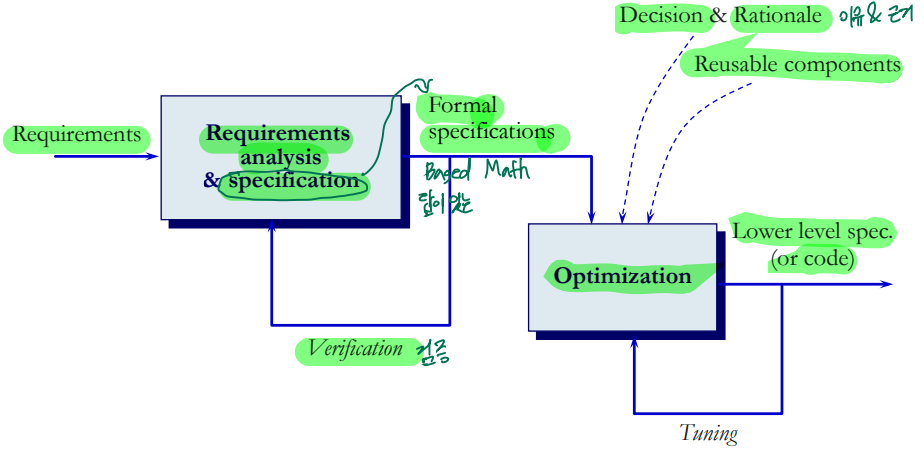 Decision & Rationale 이유 & 근거
Reusable components
Requirements
Requirements
analysis
& specification
Formal
specifications
Based Math
답이 있는
Optimization
Lower level spec.
(or code)
Verification 검증
Tuning